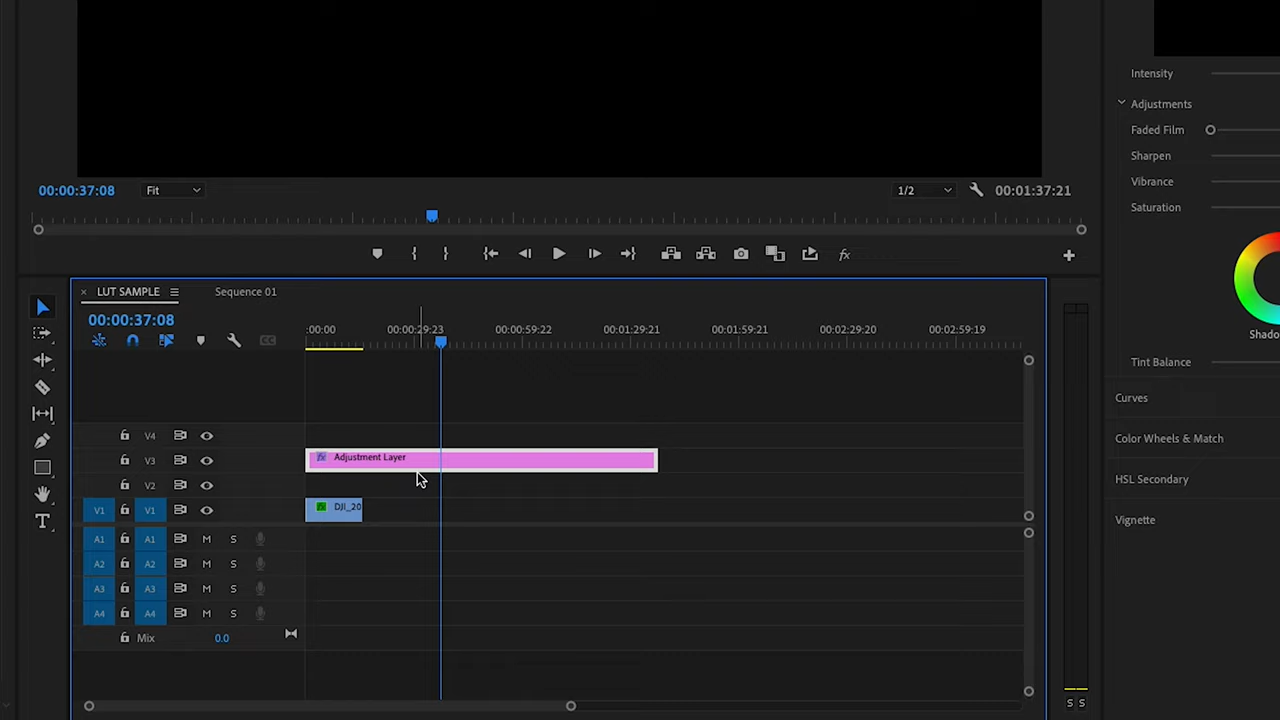 Intensity
Adjustments
Faded Film
Sharpen
Vibrance
Saturation
Shado
Tint Balance
Curves
Color Wheels & Match
HSL Secondary
Vignette
00:00:37:08
Fit
1/2
00:01:37:21
fx
× LUT SAMPLE
Sequence 01
00:00:37:08
:00:00
00:00:29:23
00:00:59:22
00:01:29:21
00:01:59:21
00:02:29:20
00:02:59:19
CC
V4
V3
fx Adjustment Layer
V2
V1 V1
fx DJI_20
A1 A1 M S
A2 A2 M S
A3 A3 M S
A4 A4 M S
Mix 0.0
T
S S